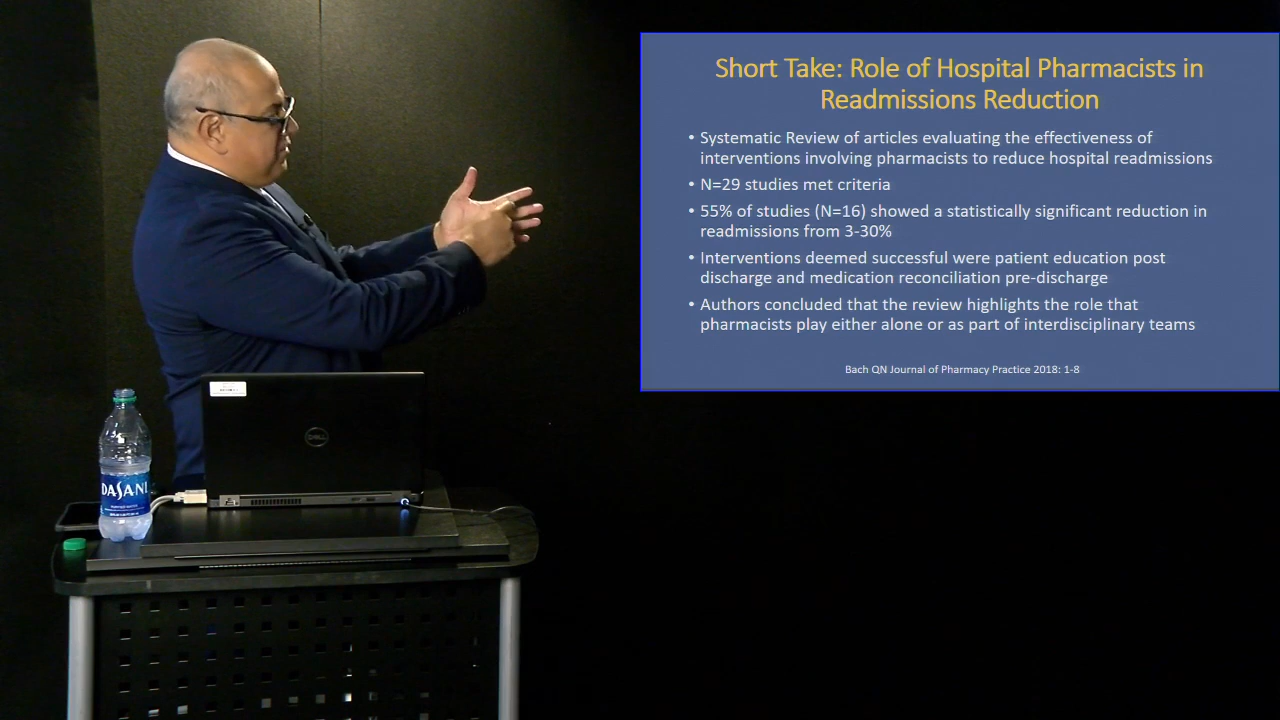 Short Take: Role of Hospital Pharmacists in
Readmissions Reduction
• Systematic Review of articles evaluating the effectiveness of
interventions involving pharmacists to reduce hospital readmissions
• N=29 studies met criteria
• 55% of studies (N=16) showed a statistically significant reduction in
readmissions from 3-30%
• Interventions deemed successful were patient education post
discharge and medication reconciliation pre-discharge
• Authors concluded that the review highlights the role that
pharmacists play either alone or as part of interdisciplinary teams
Bach QN Journal of Pharmacy Practice 2018: 1-8
DELL
DASANI